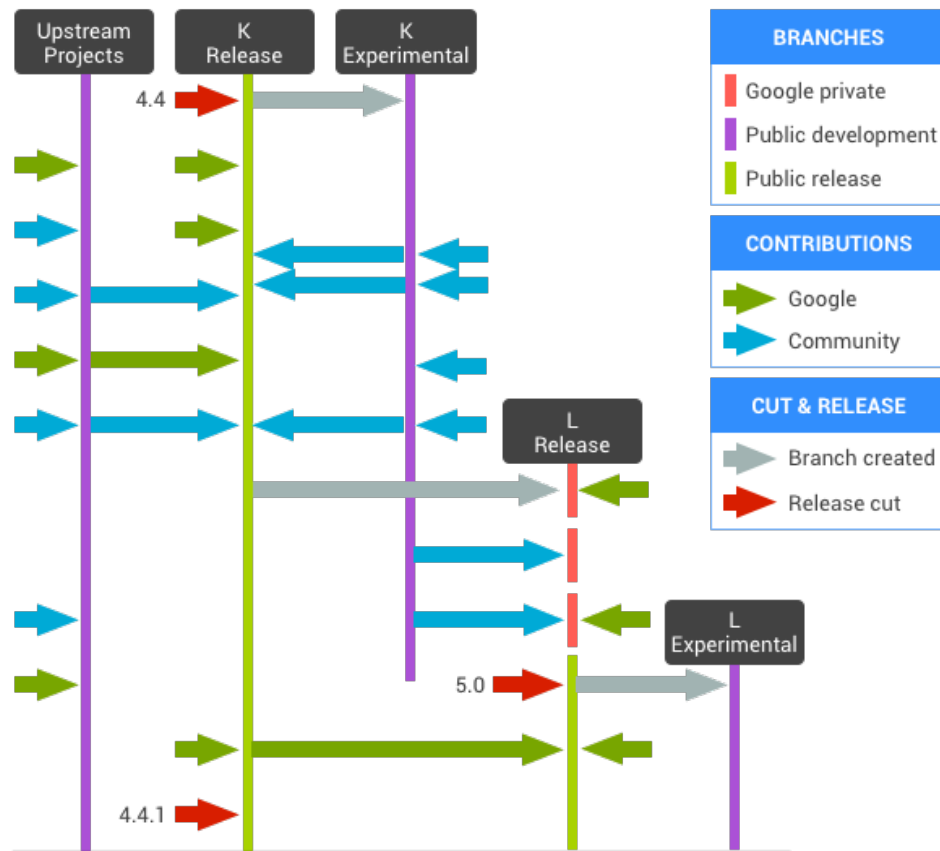 Upstream
Projects
K
Release
K
Experimental
BRANCHES
Google private
Public development
Public release
4.4
CONTRIBUTIONS
Google
Community
CUT & RELEASE
Branch created
Release cut
L
Release
L
Experimental
5.0
4.4.1